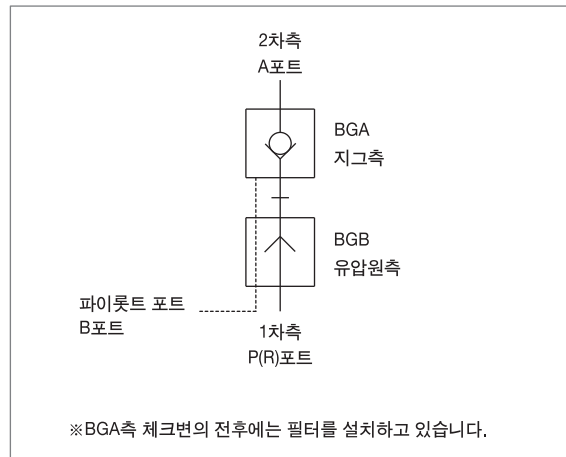 2차측
A포트
BGA
지그측
BGB
유압원측
파이롯트 포트
B포트
1차측
P(R)포트
※BGA측 체크변의 전후에는 필터를 설치하고 있습니다.